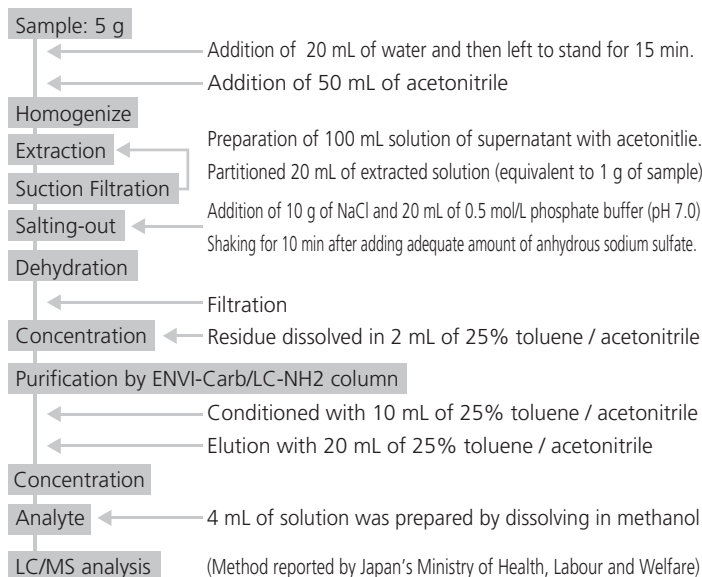 Sample: 5 g
Addition of 20 mL of water and then left to stand for 15 min.
Addition of 50 mL of acetonitrile
Homogenize
Extraction
Preparation of 100 mL solution of supernatant with acetonitlie.
Partitioned 20 mL of extracted solution (equivalent to 1 g of sample)
Suction Filtration
Salting-out
Addition of 10 g of NaCl and 20 mL of 0.5 mol/L phosphate buffer (pH 7.0)
Shaking for 10 min after adding adequate amount of anhydrous sodium sulfate.
Dehydration
Filtration
Concentration
Residue dissolved in 2 mL of 25% toluene / acetonitrile
Purification by ENVI-Carb/LC-NH2 column
Conditioned with 10 mL of 25% toluene / acetonitrile
Elution with 20 mL of 25% toluene / acetonitrile
Concentration
Analyte
4 mL of solution was prepared by dissolving in methanol
LC/MS analysis
(Method reported by Japan's Ministry of Health, Labour and Welfare)